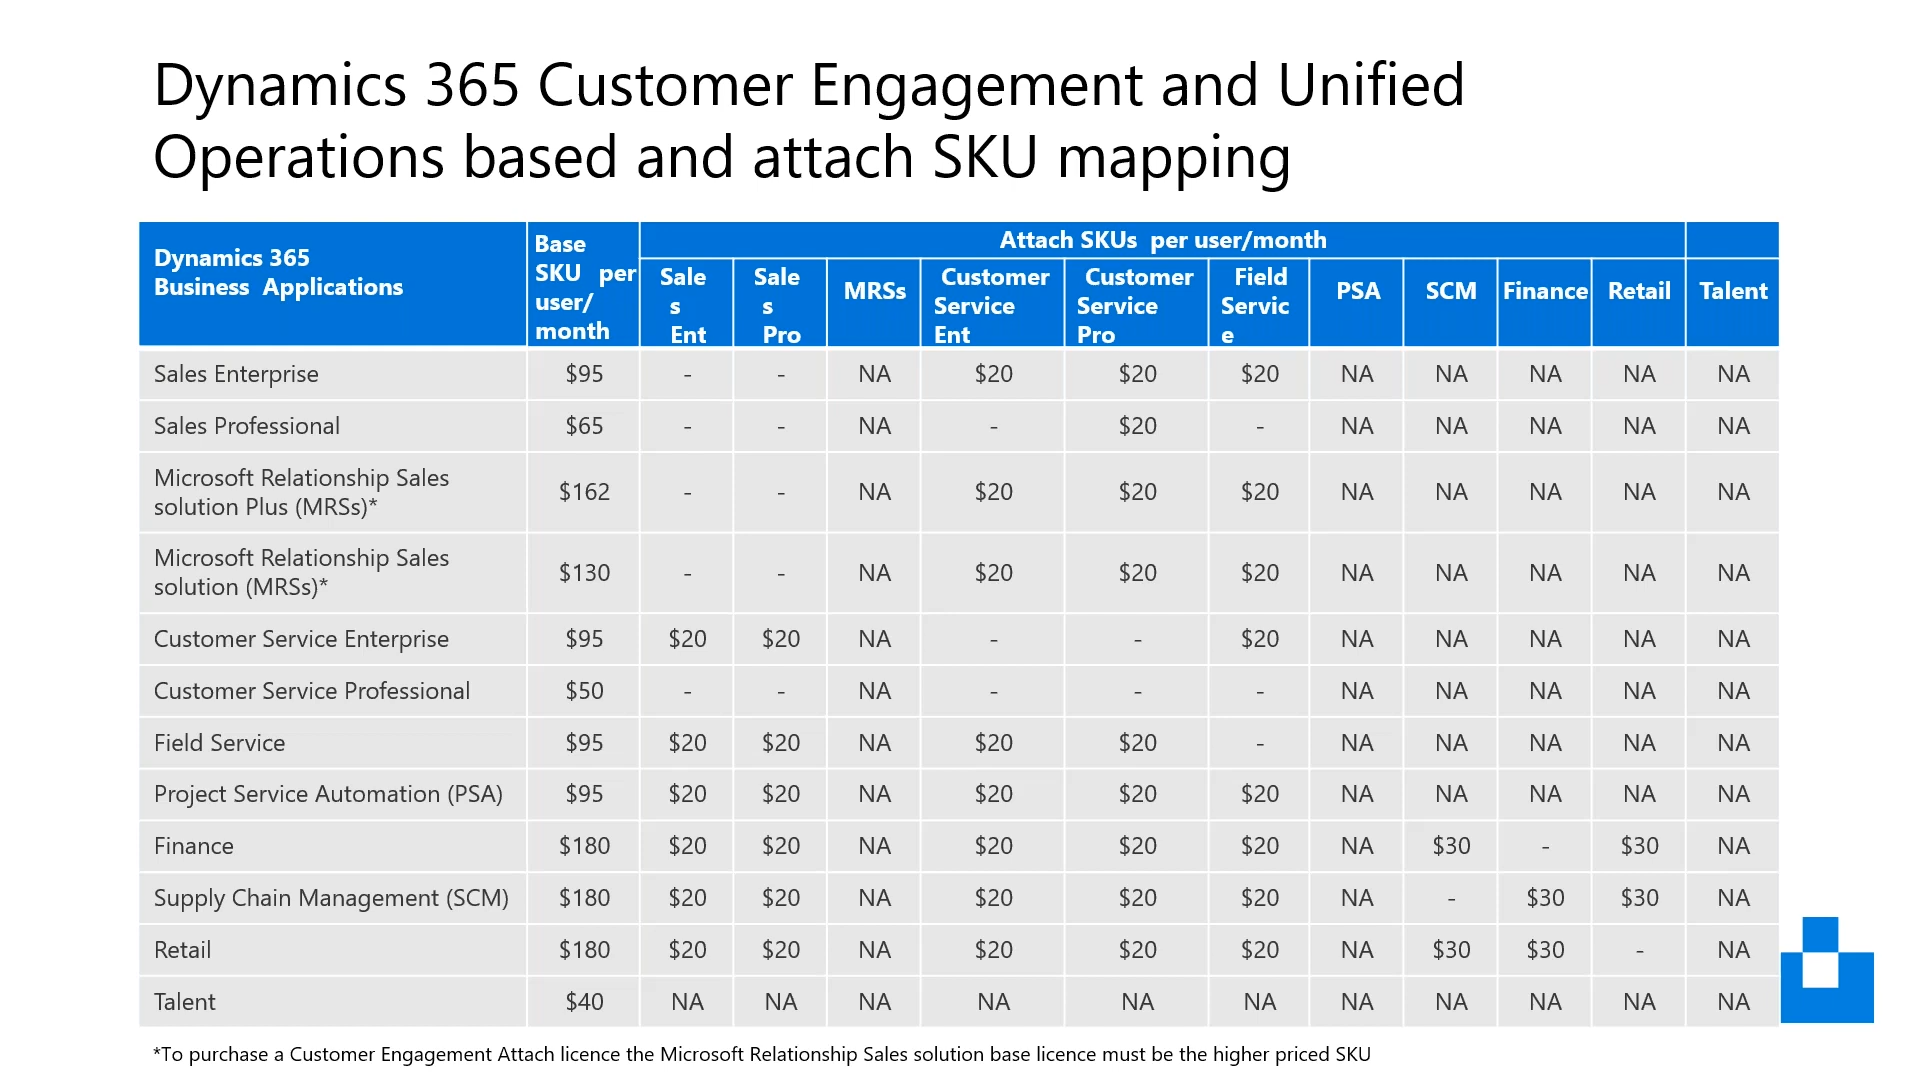 Dynamics 365 Customer Engagement and Unified
Operations based and attach SKU mapping
Dynamics 365
Business Applications
Base
SKU per
user/
month
Attach SKUs per user/month
Sale
s
Ent
Sale
s
Pro
MRSs
Customer
Service
Ent
Customer
Service
Pro
Field
Servic
e
PSA
SCM
Finance
Retail
Talent
Sales Enterprise $95 - - NA $20 $20 $20 NA NA NA NA NA
Sales Professional $65 - - NA - $20 - NA NA NA NA NA
Microsoft Relationship Sales
solution Plus (MRSs)* $162 - - NA $20 $20 $20 NA NA NA NA NA
Microsoft Relationship Sales
solution (MRSs)* $130 - - NA $20 $20 $20 NA NA NA NA NA
Customer Service Enterprise $95 $20 $20 NA - - $20 NA NA NA NA NA
Customer Service Professional $50 - - NA - - - NA NA NA NA NA
Field Service $95 $20 $20 NA $20 $20 - NA NA NA NA NA
Project Service Automation (PSA) $95 $20 $20 NA $20 $20 $20 NA NA NA NA NA
Finance $180 $20 $20 NA $20 $20 $20 NA $30 - $30 NA
Supply Chain Management (SCM) $180 $20 $20 NA $20 $20 $20 NA - $30 $30 NA
Retail $180 $20 $20 NA $20 $20 $20 NA $30 $30 - NA
Talent $40 NA NA NA NA NA NA NA NA NA NA NA
*To purchase a Customer Engagement Attach licence the Microsoft Relationship Sales solution base licence must be the higher priced SKU